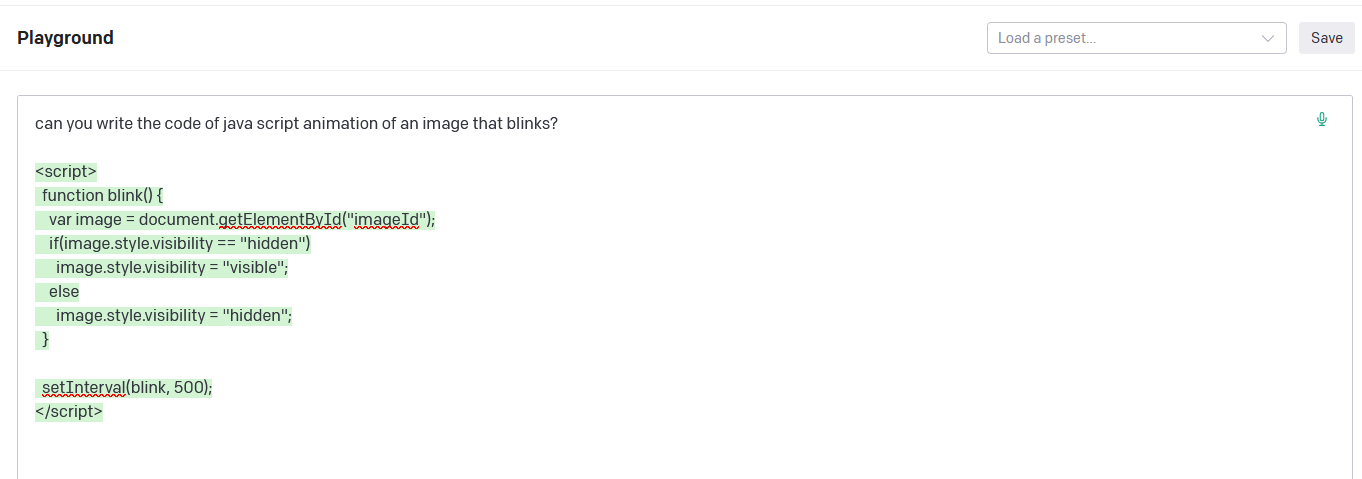 Playground
Load a preset...
Save
can you write the code of java script animation of an image that blinks?
<script>
function blink() {
var image = document.getElementById("imageId");
if(image.style.visibility == "hidden")
image.style.visibility = "visible";
else
image.style.visibility = "hidden";
}
setInterval(blink, 500);
</script>